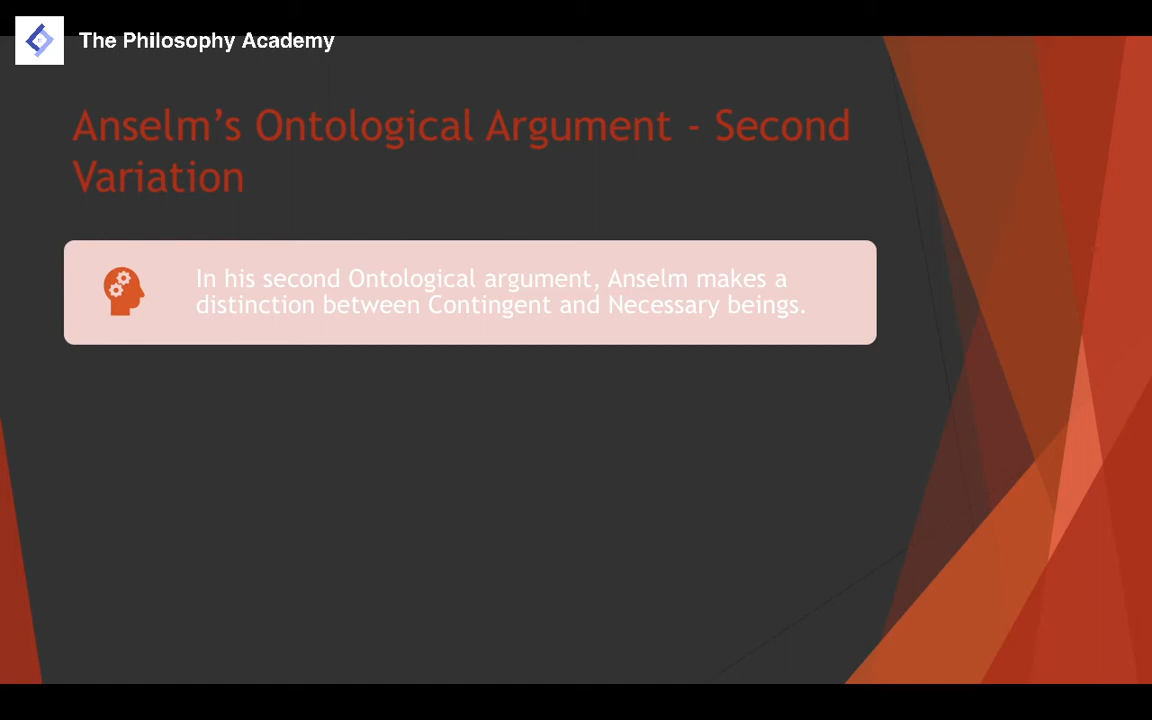 The Philosophy Academy
Anselm’s Ontological Argument - Second
Variation
In his second Ontological argument, Anselm makes a
distinction between Contingent and Necessary beings.